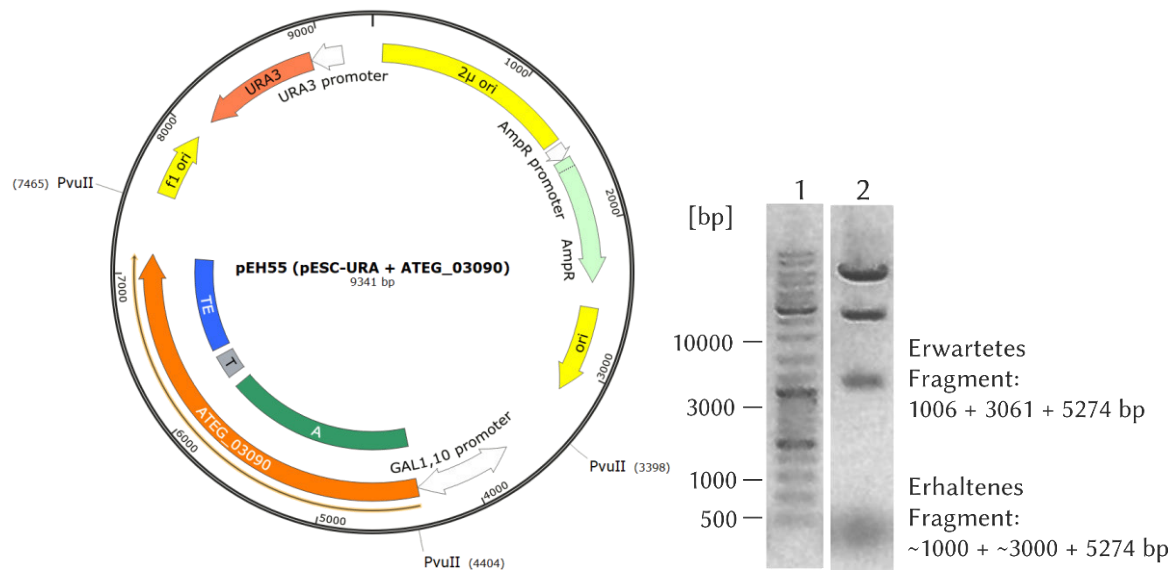 9000
1000
2000
3000
4000
5000
6000
7000
8000
URA3
URA3 promoter
2μ ori
AmpR promoter
AmpR
ori
f1 ori
(7465) PvuII
pEH55 (pESC-URA + ATEG_03090)
9341 bp
TE
T
A
ATEG_03090
GAL1,10 promoter
PvuII (3398)
PvuII (4404)
1 2
[bp]
10000
3000
1000
500
Erwartetes
Fragment:
1006 + 3061 + 5274 bp
Erhaltenes
Fragment:
~1000 + ~3000 + 5274 bp